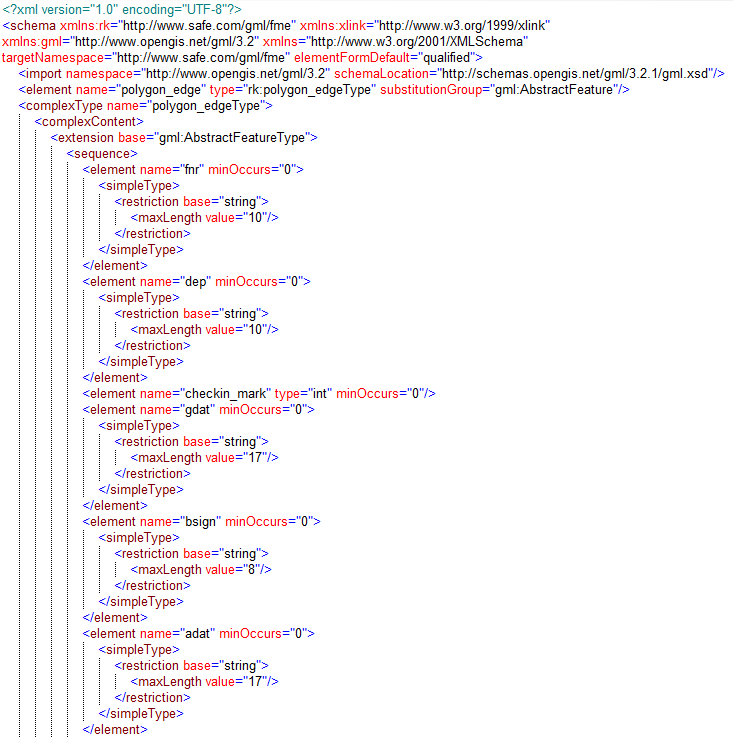 <?xml version="1.0" encoding="UTF-8"?>
<schema xmlns:rk="http://www.safe.com/gml/fme" xmlns:xlink="http://www.w3.org/1999/xlink"
xmlns:gml="http://www.opengis.net/gml/3.2" xmlns="http://www.w3.org/2001/XMLSchema"
targetNamespace="http://www.safe.com/gml/fme" elementFormDefault="qualified">
<import namespace="http://www.opengis.net/gml/3.2" schemaLocation="http://schemas.opengis.net/gml/3.2.1/gml.xsd"/>
<element name="polygon_edge" type="rk:polygon_edgeType" substitutionGroup="gml:AbstractFeature"/>
<complexType name="polygon_edgeType">
<complexContent>
<extension base="gml:AbstractFeatureType">
<sequence>
<element name="fnr" minOccurs="0">
<simpleType>
<restriction base="string">
<maxLength value="10"/>
</restriction>
</simpleType>
</element>
<element name="dep" minOccurs="0">
<simpleType>
<restriction base="string">
<maxLength value="10"/>
</restriction>
</simpleType>
</element>
<element name="checkin_mark" type="int" minOccurs="0"/>
<element name="gdat" minOccurs="0">
<simpleType>
<restriction base="string">
<maxLength value="17"/>
</restriction>
</simpleType>
</element>
<element name="bsign" minOccurs="0">
<simpleType>
<restriction base="string">
<maxLength value="8"/>
</restriction>
</simpleType>
</element>
<element name="adat" minOccurs="0">
<simpleType>
<restriction base="string">
<maxLength value="17"/>
</restriction>
</simpleType>
</element>